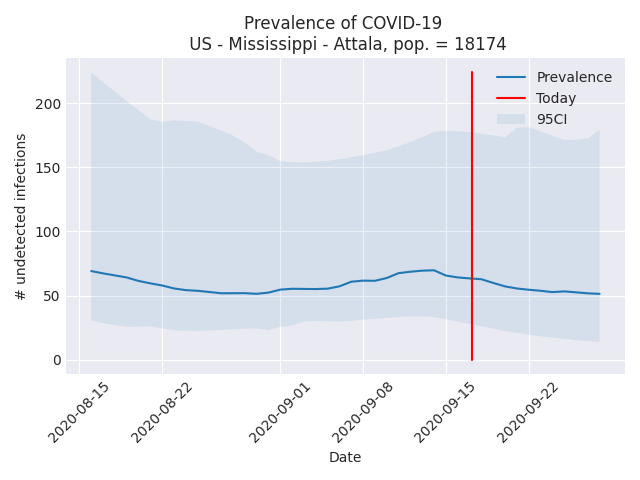 Prevalence of COVID-19
US - Mississippi - Attala, pop. = 18174
Prevalence
Today
95CI
# undetected infections
200
150
100
50
0
2020-08-15
2020-08-22
2020-09-01
2020-09-08
2020-09-15
2020-09-22
Date